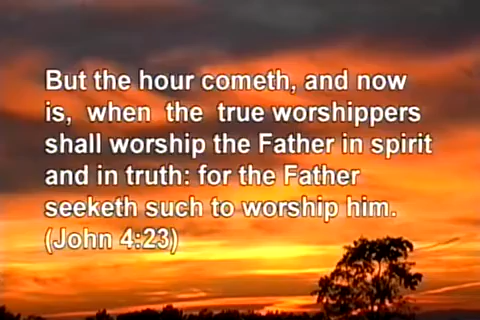 But the hour cometh, and now
is, when the true worshippers
shall worship the Father in spirit
and in truth: for the Father
seeketh such to worship him.
(John 4:23)